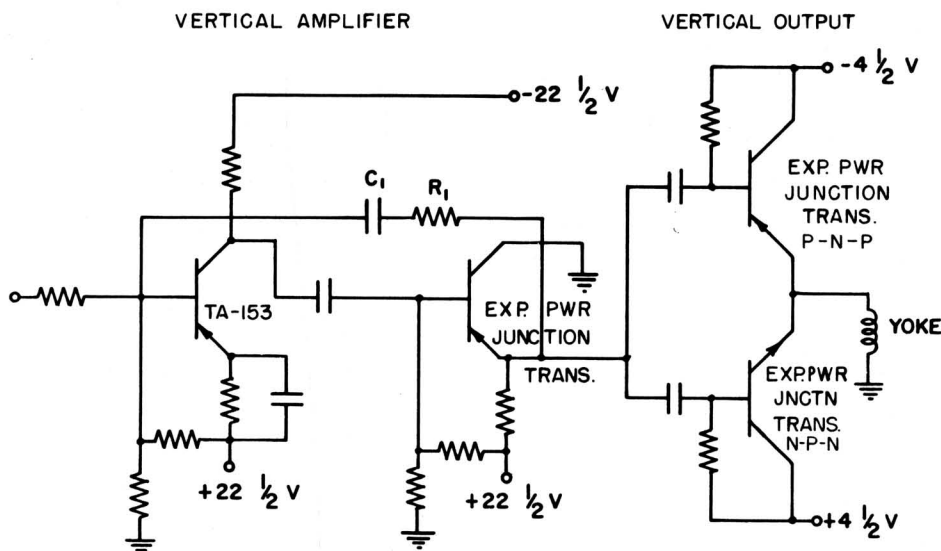 VERTICAL AMPLIFIER
VERTICAL OUTPUT
-22 1/2 V
-4 1/2 V
C1
R1
EXP. PWR
JUNCTION
TRANS.
P-N-P
TA-153
EXP. PWR
JUNCTION
TRANS.
YOKE
EXP.PWR
JNCTN
TRANS.
N-P-N
+22 1/2 V
+22 1/2 V
+4 1/2 V